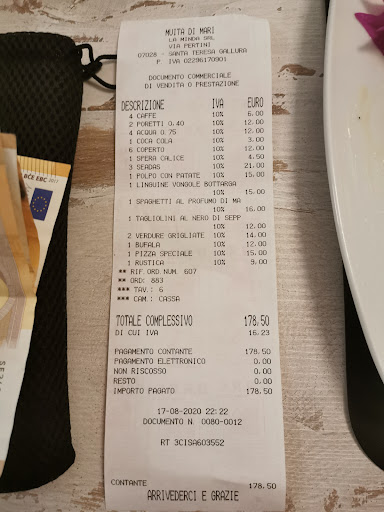 MUITA DI MARI
LA MINDA SRL
VIA PERTINI
07028 - SANTA TERESA GALLURA
P. IVA 02296170901
DOCUMENTO COMMERCIALE
DI VENDITA O PRESTAZIONE
DESCRIZIONE IVA EURO
4 CAFFE 10% 6.00
2 PORETTI 0.40 10% 12.00
4 ACQUA 0.75 10% 12.00
1 COCA COLA 10% 3.00
6 COPERTO 10% 12.00
1 SPERA CALICE 10% 4.50
3 SEADAS 10% 21.00
1 POLPO CON PATATE 10% 15.00
1 LINGUINE VONGOLE BOTTARGA
10% 15.00
1 SPAGHETTI AL PROFUMO DI MA
10% 16.00
1 TAGLIOLINI AL NERO DI SEPP
10% 12.00
2 VERDURE GRIGLIATE 10% 14.00
1 BUFALA 10% 12.00
1 PIZZA SPECIALE 10% 15.00
1 RUSTICA 10% 9.00
** RIF.ORD.NUM. 607
** ORD: 883
*** TAV.: 6
*** CAM.: CASSA
TOTALE COMPLESSIVO 178.50
DI CUI IVA 16.23
PAGAMENTO CONTANTE 178.50
PAGAMENTO ELETTRONICO 0.00
NON RISCOSSO 0.00
RESTO 0.00
IMPORTO PAGATO 178.50
17-08-2020 22:22
DOCUMENTO N. 0080-0012
RT 3CISA603552
CONTANTE 178.50
ARRIVEDERCI E GRAZIE
BCE EBC